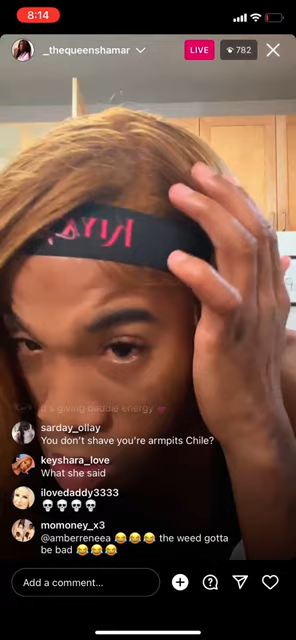 8:14
_thequeenshamar
LIVE
782
it's giving daddie energy
sarday_ollay
You don't shave you're armpits Chile?
keyshara_love
What she said
ilovedaddy3333
💀💀💀💀
momoney_x3
@amberreneea 😂😂😂 the weed gotta
be bad 😂😂😂
Add a comment...